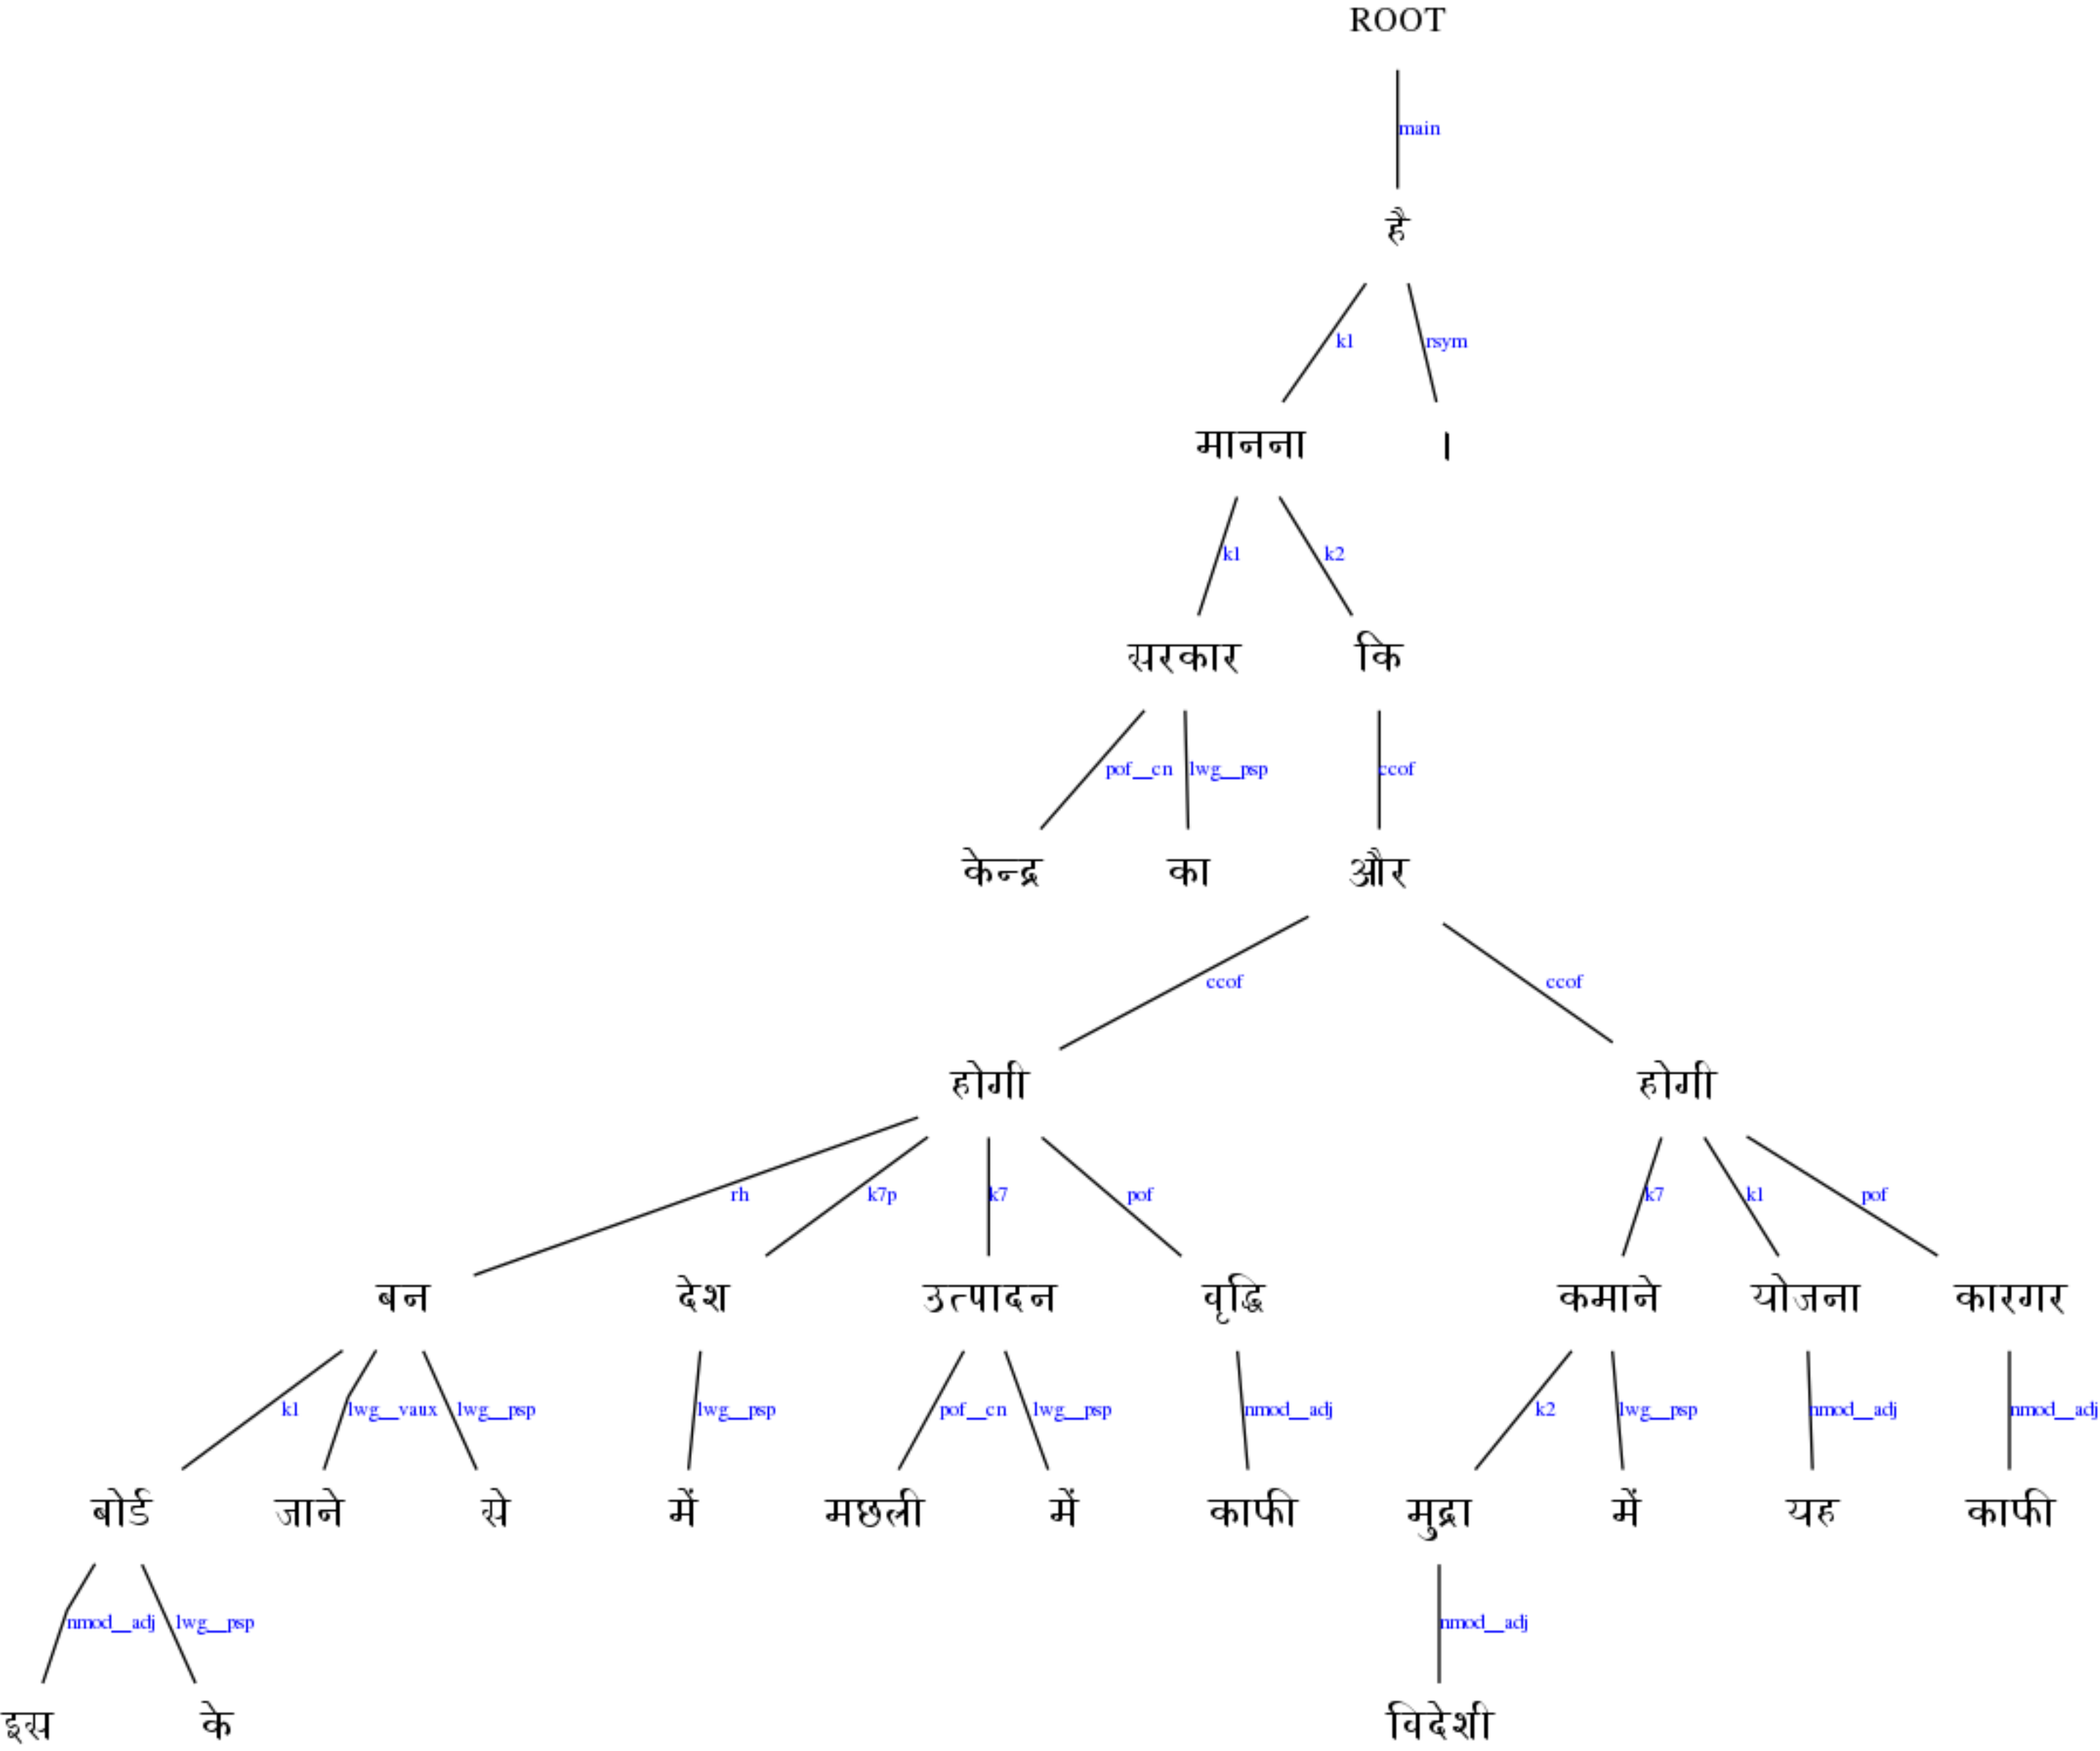 ROOT
main
है
k1 rsym
मानना ।
k1 k2
सरकार कि
pof__cn lwg__psp ccof
केन्द्र का और
ccof ccof
होगी होगी
rh k7p k7 pof k7 k1 pof
बन देश उत्पादन वृद्धि कमाने योजना कारगर
k1 lwg__vaux lwg__psp lwg__psp pof__cn lwg__psp nmod__adj k2 lwg__psp nmod__adj nmod__adj
बोर्ड जाने से में मछली में काफी मुद्रा में यह काफी
nmod__adj lwg__psp nmod__adj
इस के विदेशी